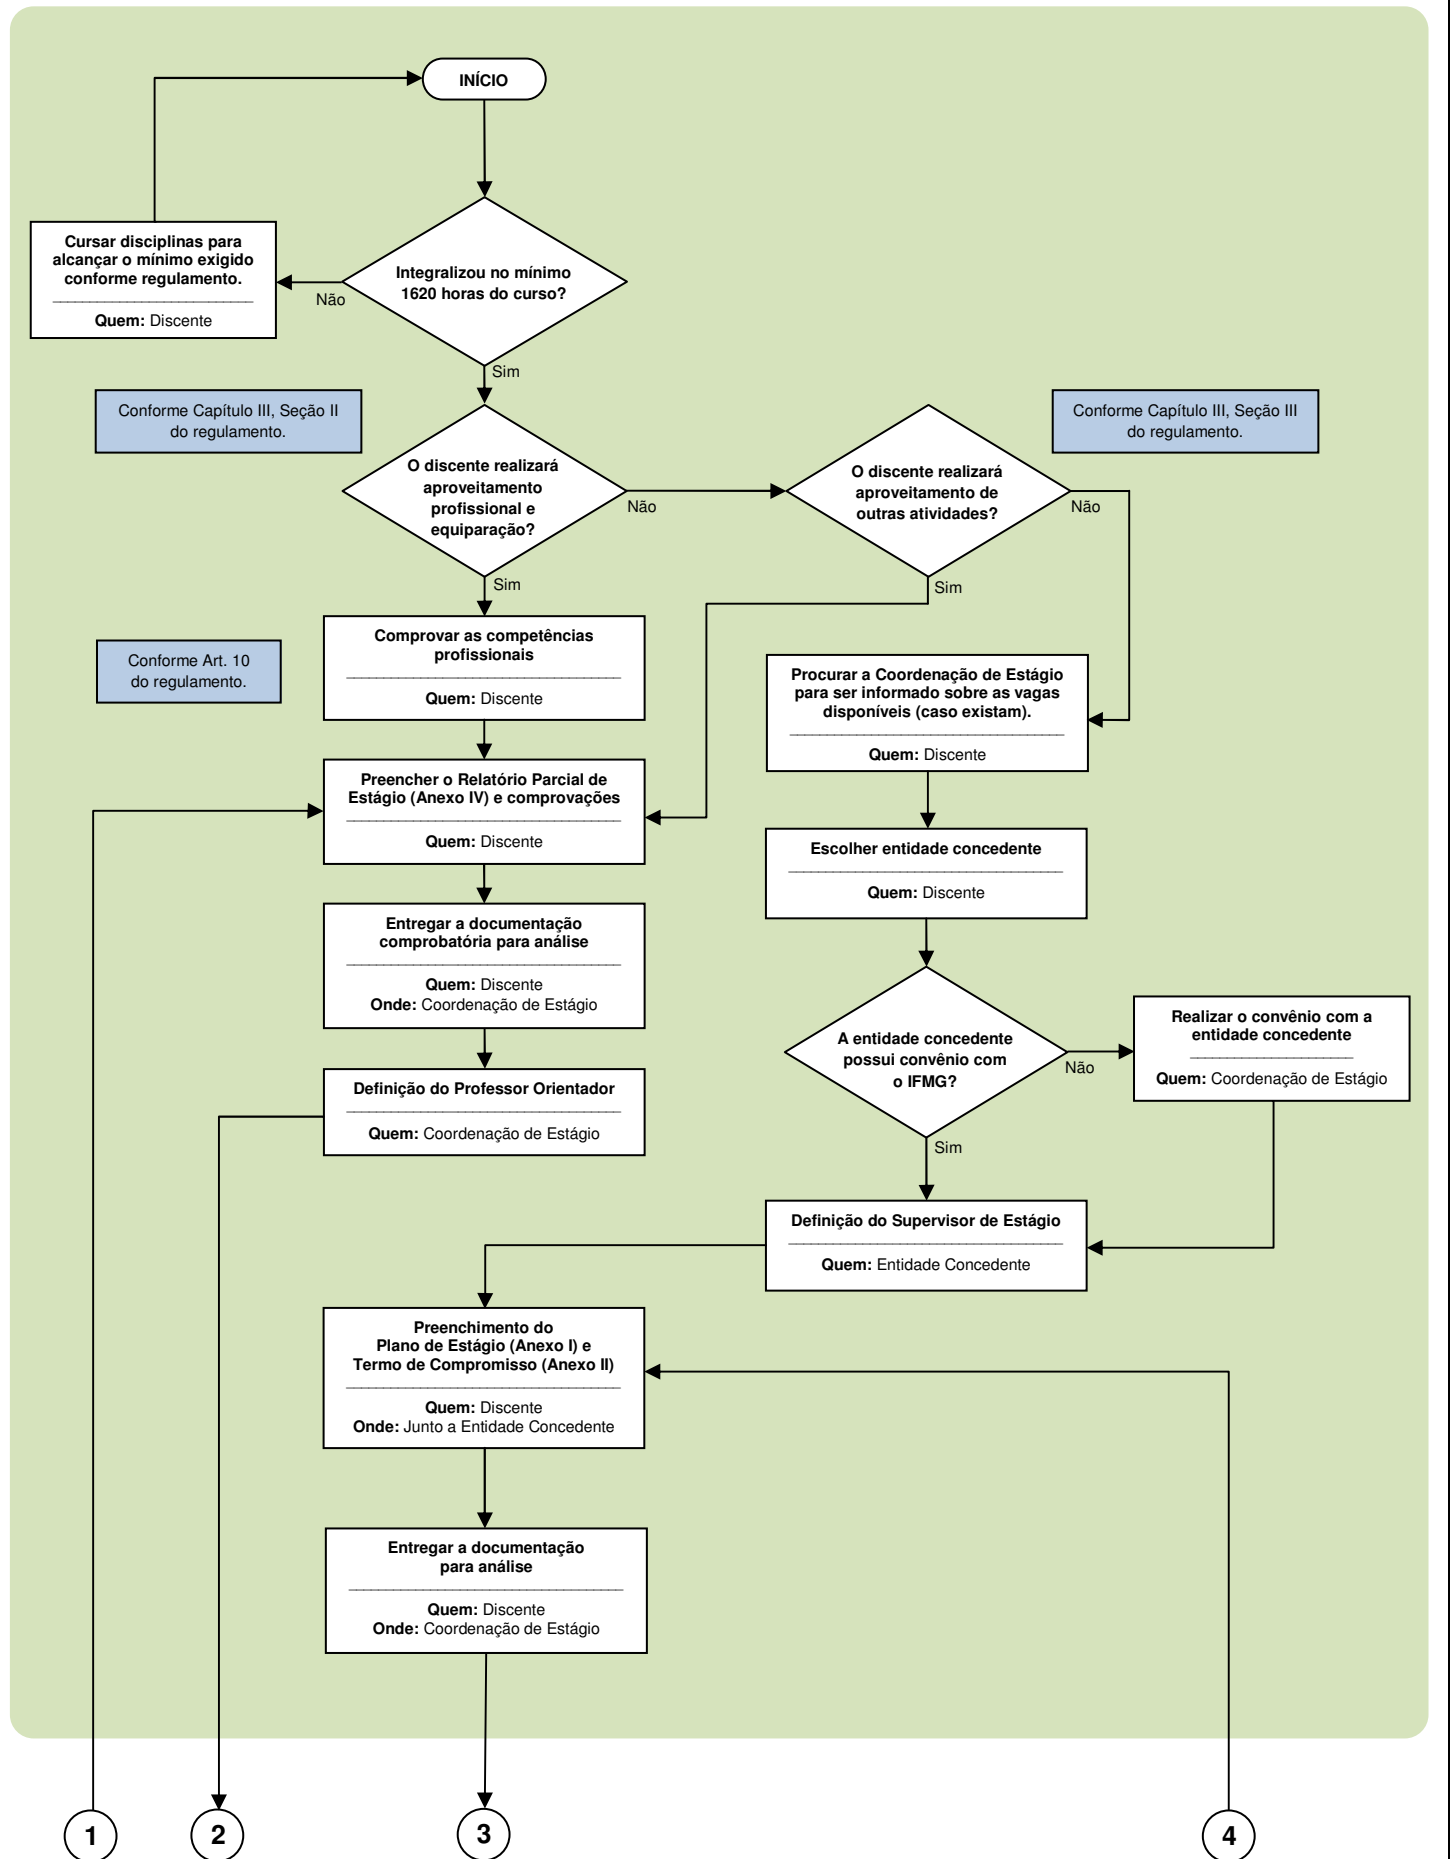 INÍCIO
Cursar disciplinas para
alcançar o mínimo exigido
conforme regulamento.
Quem: Discente
Integralizou no mínimo
1620 horas do curso?
Não
Sim
Conforme Capítulo III, Seção II
do regulamento.
O discente realizará
aproveitamento
profissional e
equiparação?
Não
Sim
O discente realizará
aproveitamento de
outras atividades?
Não
Sim
Conforme Capítulo III, Seção III
do regulamento.
Conforme Art. 10
do regulamento.
Comprovar as competências
profissionais
Quem: Discente
Procurar a Coordenação de Estágio
para ser informado sobre as vagas
disponíveis (caso existam).
Quem: Discente
Preencher o Relatório Parcial de
Estágio (Anexo IV) e comprovações
Quem: Discente
Escolher entidade concedente
Quem: Discente
Entregar a documentação
comprobatória para análise
Quem: Discente
Onde: Coordenação de Estágio
A entidade concedente
possui convênio com
o IFMG?
Não
Sim
Realizar o convênio com a
entidade concedente
Quem: Coordenação de Estágio
Definição do Professor Orientador
Quem: Coordenação de Estágio
Definição do Supervisor de Estágio
Quem: Entidade Concedente
Preenchimento do
Plano de Estágio (Anexo I) e
Termo de Compromisso (Anexo II)
Quem: Discente
Onde: Junto a Entidade Concedente
Entregar a documentação
para análise
Quem: Discente
Onde: Coordenação de Estágio
1
2
3
4